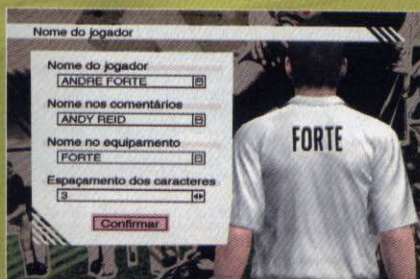 Nome do jogador
Nome do jogador
ANDRE FORTE
Nome nos comentários
ANDY REID
Nome no equipamento
FORTE
Espaçamento dos caracteres
3
Confirmar
FORTE